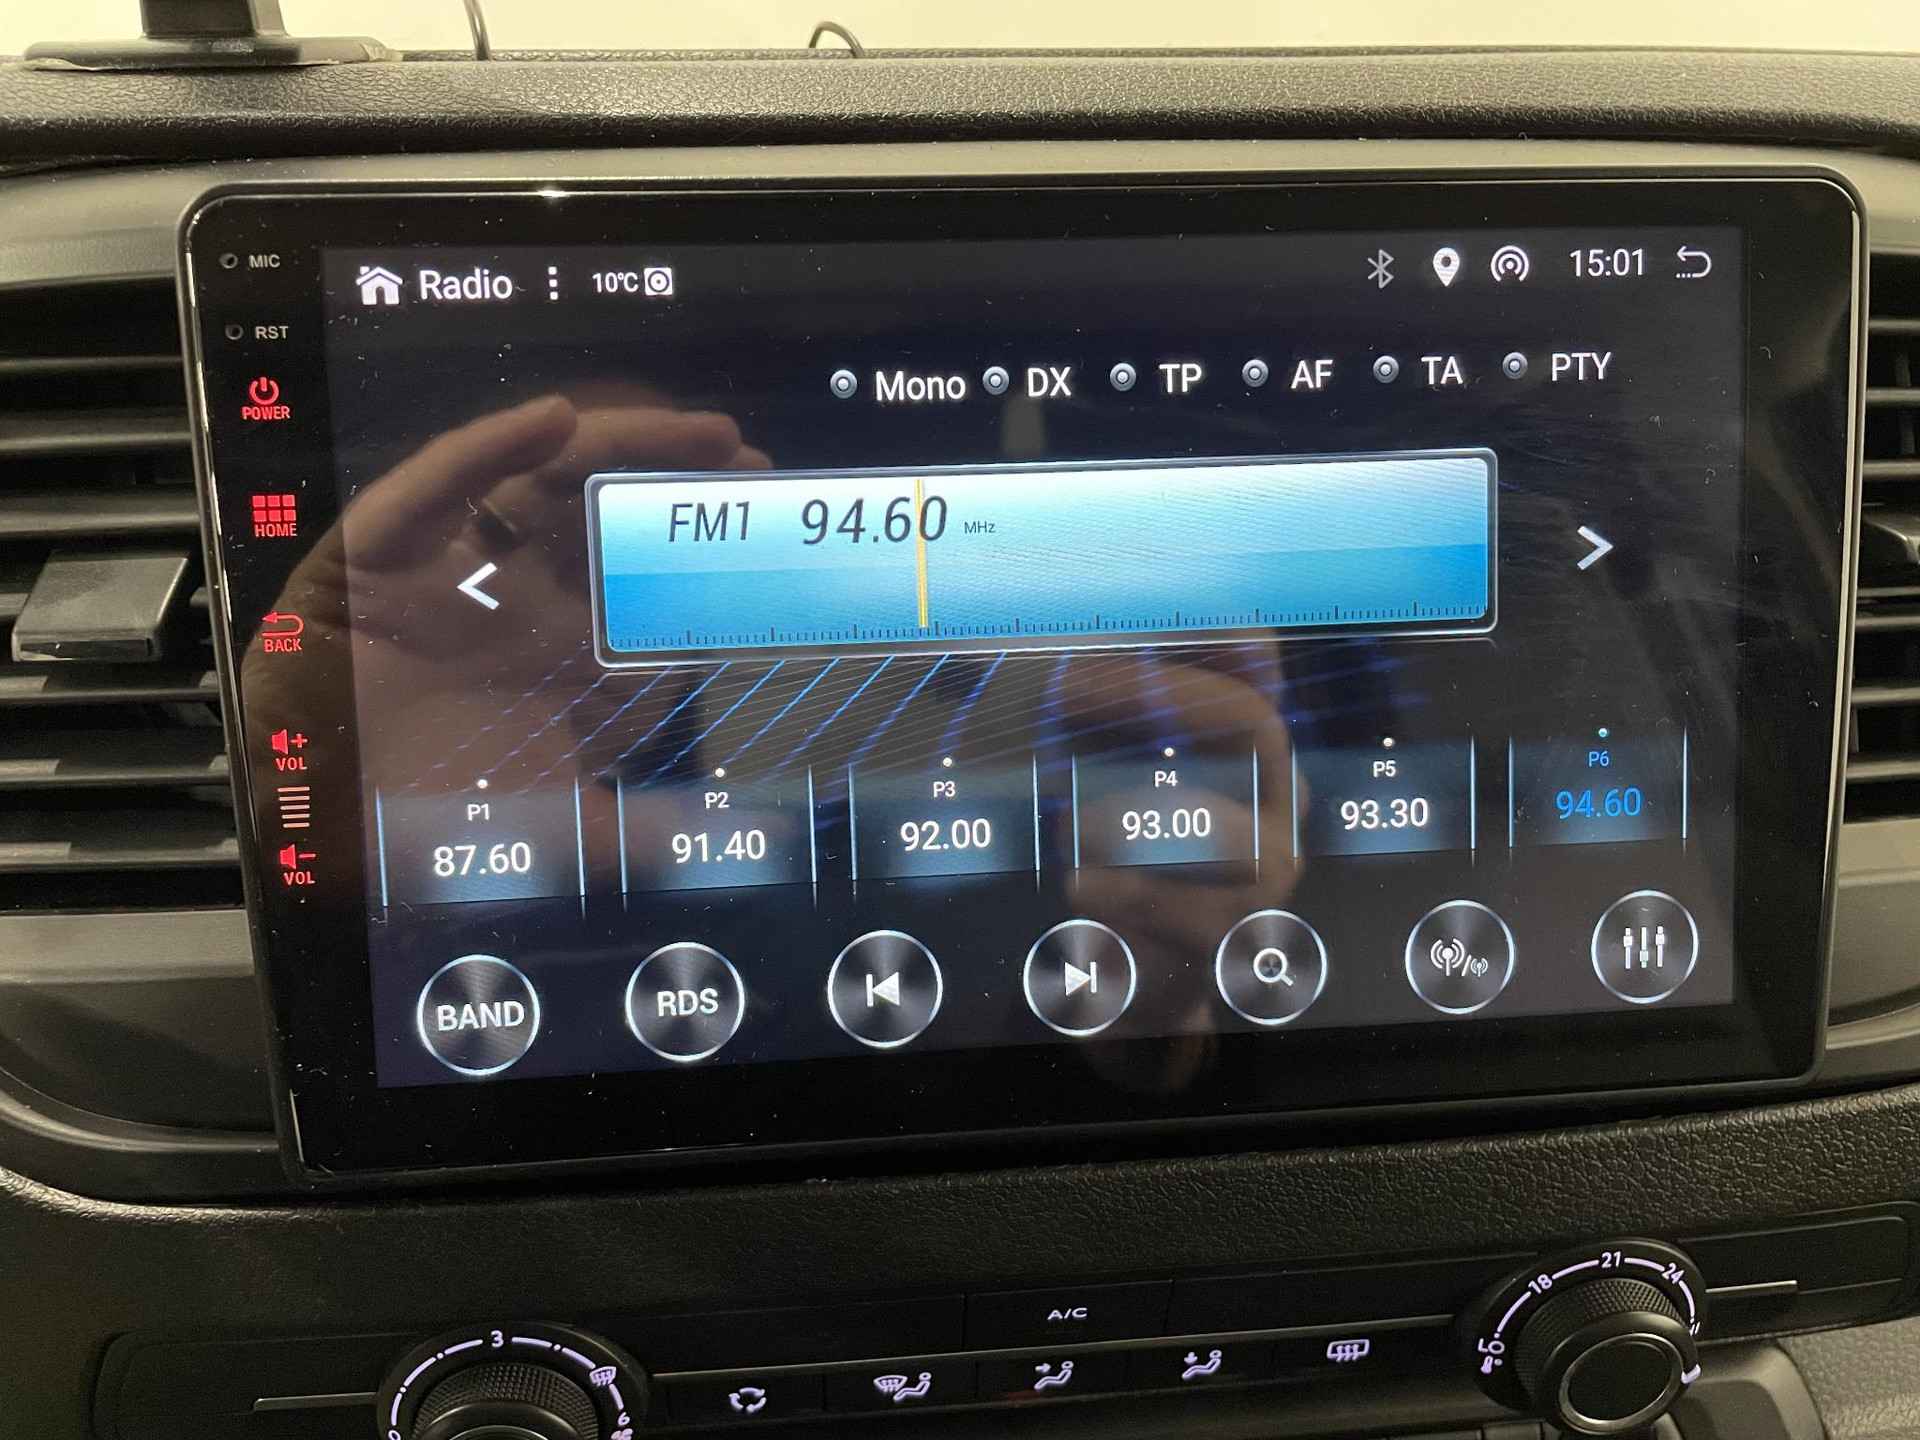 MIC
RST
POWER
HOME
BACK
VOL
VOL
Radio 10°C 15:01
Mono DX TP AF TA PTY
FM1 94.60 MHz
P1 P2 P3 P4 P5 P6
87.60 91.40 92.00 93.00 93.30 94.60
BAND RDS
A/C
3
6
0
18 21 24